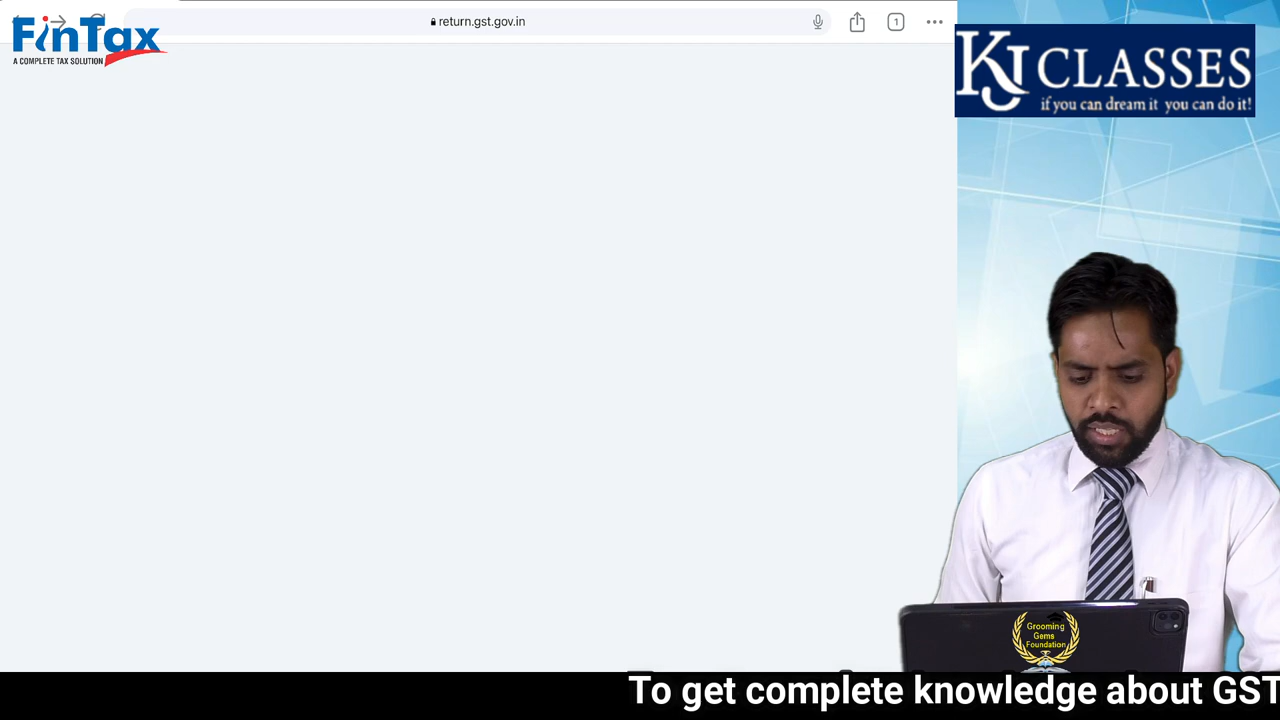 return.gst.gov.in
1
FinTax
A COMPLETE TAX SOLUTION
KJ CLASSES
if you can dream it you can do it!
Grooming
Gems
Foundation
To get complete knowledge about GST